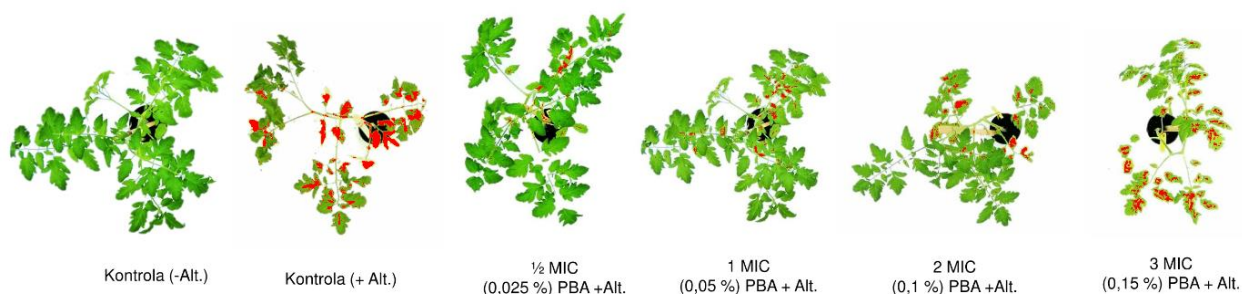 Kontrola (-Alt.)
Kontrola (+ Alt.)
½ MIC
(0.025 %) PBA +Alt.
1 MIC
(0,05 %) PBA + Alt.
2 MIC
(0,1 %) PBA + Alt.
3 MIC
(0,15 %) PBA + Alt.